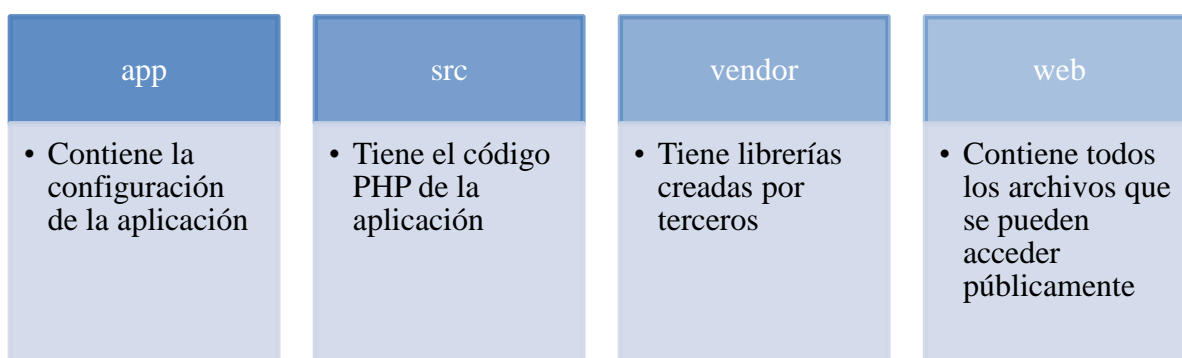 app
• Contiene la
configuración
de la aplicación
src
• Tiene el código
PHP de la
aplicación
vendor
• Tiene librerías
creadas por
terceros
web
• Contiene todos
los archivos que
se pueden
acceder
públicamente